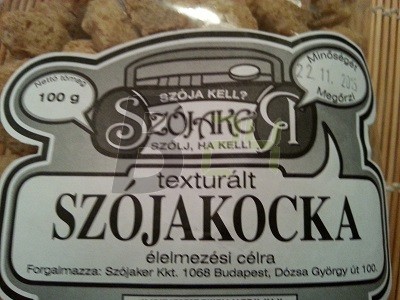 Nettó tömeg
100 g
SZÓJA KELL?
SZÓJAKER
SZÓLJ, HA KELL!
Minőségét
22.11.
Megőrzi
texturált
SZÓJAKOCKA
élelmezési célra
Forgalmazza: Szójaker Kkt. 1068 Budapest, Dózsa György út 100.